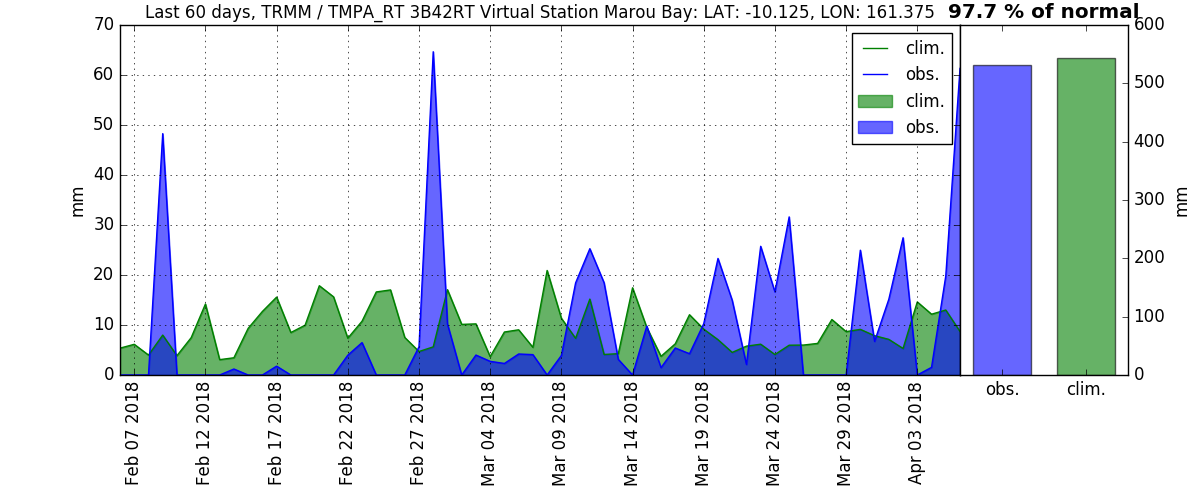 Last 60 days, TRMM / TMPA_RT 3B42RT Virtual Station Marou Bay: LAT: -10.125, LON: 161.375 97.7 % of normal
70
60
50
40
30
20
10
0
mm
clim.
obs.
clim.
obs.
600
500
400
300
200
100
0
mm
obs. clim.
Feb 07 2018
Feb 12 2018
Feb 17 2018
Feb 22 2018
Feb 27 2018
Mar 04 2018
Mar 09 2018
Mar 14 2018
Mar 19 2018
Mar 24 2018
Mar 29 2018
Apr 03 2018